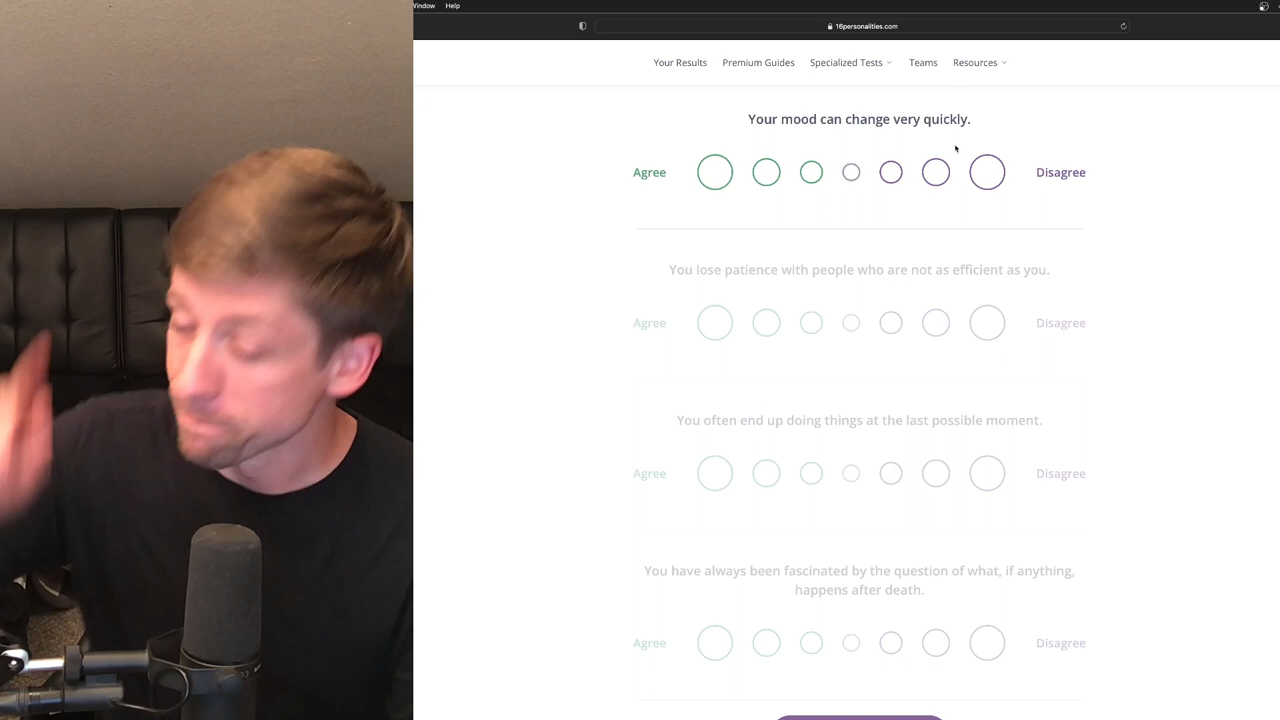 Window Help
16personalities.com
Your Results Premium Guides Specialized Tests Teams Resources
Your mood can change very quickly.
Agree Disagree
You lose patience with people who are not as efficient as you.
Agree Disagree
You often end up doing things at the last possible moment.
Agree Disagree
You have always been fascinated by the question of what, if anything,
happens after death.
Agree Disagree